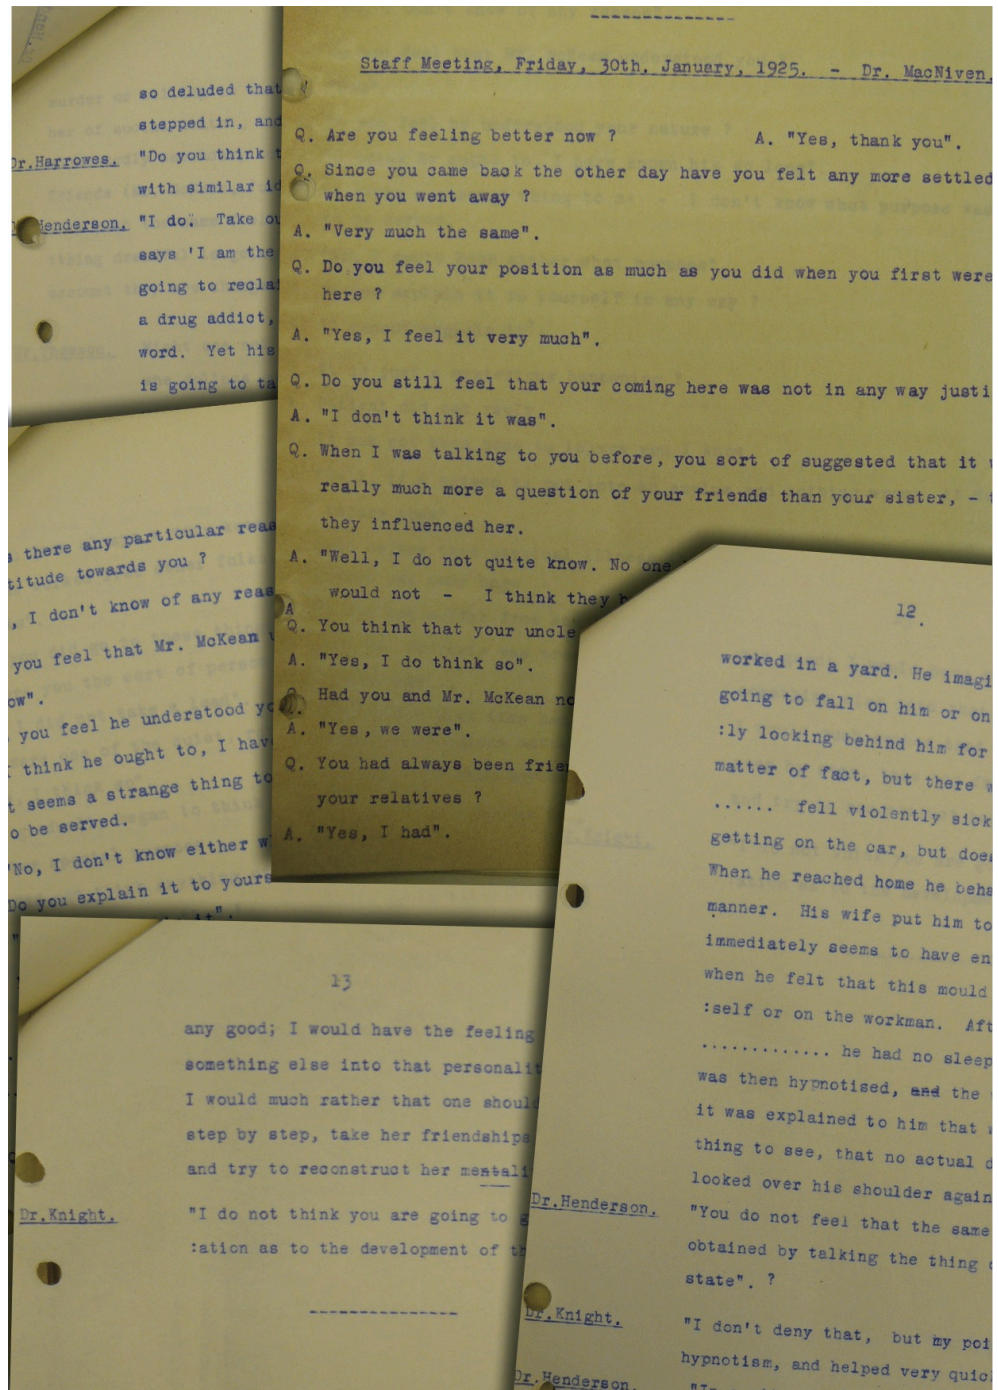 so deluded that
stepped in, and
Dr.Harrowes. "Do you think t
with similar id
Henderson. "I do". Take ou
says 'I am the
going to reclai
a drug addict,
word. Yet his
is going to ta
Staff Meeting, Friday, 30th, January, 1925. - Dr. MacNiven.
Q. Are you feeling better now ? A. "Yes, thank you".
Q. Since you came back the other day have you felt any more settled
when you went away ?
A. "Very much the same".
Q. Do you feel your position as much as you did when you first were
here ?
A. "Yes, I feel it very much".
Q. Do you still feel that your coming here was not in any way justi
A. "I don't think it was".
Q. When I was talking to you before, you sort of suggested that it w
really much more a question of your friends than your sister, - t
they influenced her.
A. "Well, I do not quite know. No one
would not - I think they h
A
Q. You think that your uncle
A. "Yes, I do think so".
Q. Had you and Mr. McKean no
A. "Yes, we were".
Q. You had always been frie
your relatives ?
A. "Yes, I had".
s there any particular reas
titude towards you ?
, I don't know of any reas
you feel that Mr. McKean
ow".
you feel he understood yo
think he ought to, I hav
t seems a strange thing to
o be served.
"No, I don't know either w
Do you explain it to yours
it".
12.
worked in a yard. He imagi
going to fall on him or on
:ly looking behind him for
matter of fact, but there w
...... fell violently sick
getting on the car, but does
When he reached home he beha
manner. His wife put him to
immediately seems to have en
when he felt that this mould
:self or on the workman. Aft
............. he had no sleep
was then hypnotised, and the
it was explained to him that w
thing to see, that no actual d
looked over his shoulder again
Dr.Henderson. "You do not feel that the same
obtained by talking the thing o
state". ?
Dr.Knight. "I don't deny that, but my poi
hypnotism, and helped very quic
Dr.Henderson.
13
any good; I would have the feeling
something else into that personalit
I would much rather that one should
step by step, take her friendships
and try to reconstruct her mentali
Dr.Knight. "I do not think you are going to g
:ation as to the development of th